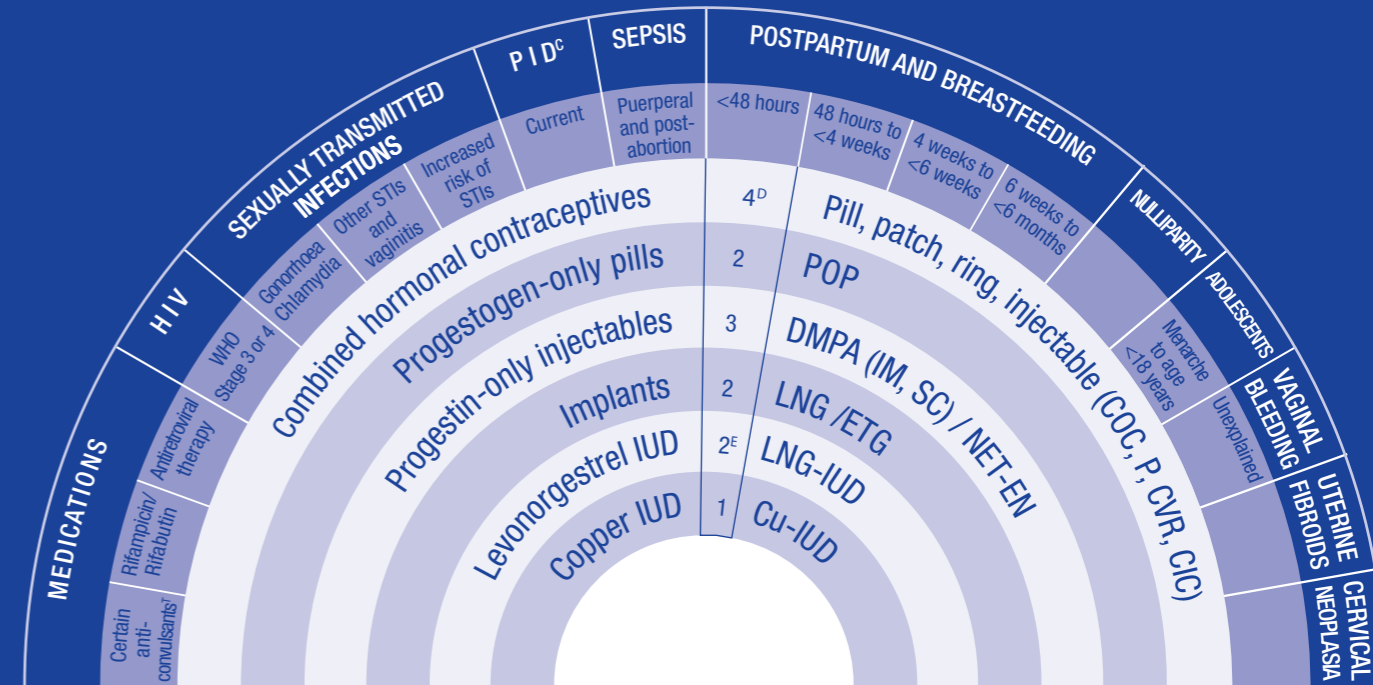 MEDICATIONS
HIV
SEXUALLY TRANSMITTED
INFECTIONS
PIDᶜ
SEPSIS
POSTPARTUM AND BREASTFEEDING
NULLIPARITY
ADOLESCENTS
VAGINAL
BLEEDING
UTERINE
FIBROIDS
CERVICAL
NEOPLASIA
Certain
anti-
convulsantsᵀ
Rifampicin/
Rifabutin
Antiretroviral
therapy
WHO
Stage 3 or 4
Gonorrhoea
Chlamydia
Other STIs
and
vaginitis
Increased
risk of
STIs
Current
Puerperal
and post-
abortion
<48 hours
48 hours to
<4 weeks
4 weeks to
<6 weeks
6 weeks to
<6 months
Menarche
to age
<18 years
Unexplained
Combined hormonal contraceptives
4ᴰ
Pill, patch, ring, injectable (COC, P, CVR, CIC)
Progestogen-only pills
2
POP
Progestin-only injectables
3
DMPA (IM, SC) / NET-EN
Implants
2
LNG /ETG
Levonorgestrel IUD
2ᴱ
LNG-IUD
Copper IUD
1
Cu-IUD